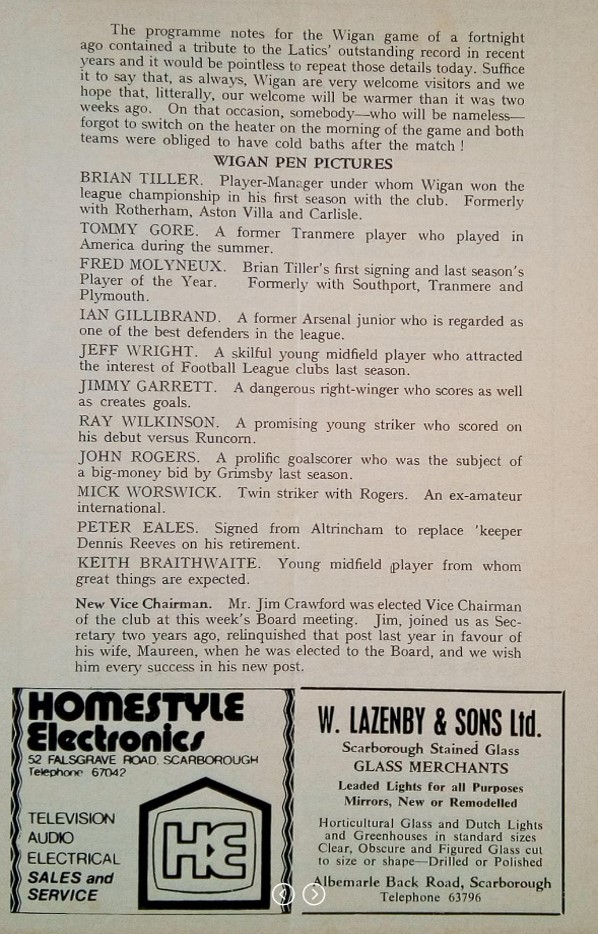 The programme notes for the Wigan game of a fortnight
ago contained a tribute to the Latics' outstanding record in recent
years and it would be pointless to repeat those details today. Suffice
it to say that, as always, Wigan are very welcome visitors and we
hope that, litterally, our welcome will be warmer than it was two
weeks ago. On that occasion, somebody—who will be nameless—
forgot to switch on the heater on the morning of the game and both
teams were obliged to have cold baths after the match !
WIGAN PEN PICTURES
BRIAN TILLER. Player-Manager under whom Wigan won the
league championship in his first season with the club. Formerly
with Rotherham, Aston Villa and Carlisle.
TOMMY GORE. A former Tranmere player who played in
America during the summer.
FRED MOLYNEUX. Brian Tiller's first signing and last season's
Player of the Year. Formerly with Southport, Tranmere and
Plymouth.
IAN GILLIBRAND. A former Arsenal junior who is regarded as
one of the best defenders in the league.
JEFF WRIGHT. A skilful young midfield player who attracted
the interest of Football League clubs last season.
JIMMY GARRETT. A dangerous right-winger who scores as well
as creates goals.
RAY WILKINSON. A promising young striker who scored on
his debut versus Runcorn.
JOHN ROGERS. A prolific goalscorer who was the subject of
a big-money bid by Grimsby last season.
MICK WORSWICK. Twin striker with Rogers. An ex-amateur
international.
PETER EALES. Signed from Altrincham to replace 'keeper
Dennis Reeves on his retirement.
KEITH BRAITHWAITE. Young midfield player from whom
great things are expected.
New Vice Chairman. Mr. Jim Crawford was elected Vice Chairman
of the club at this week's Board meeting. Jim, joined us as Sec-
retary two years ago, relinquished that post last year in favour of
his wife, Maureen, when he was elected to the Board, and we wish
him every success in his new post.
HOMESTYLE
Electronics
52 FALSGRAVE ROAD, SCARBOROUGH
Telephone 67042
TELEVISION
AUDIO
ELECTRICAL
SALES and
SERVICE
HE
W. LAZENBY & SONS Ltd.
Scarborough Stained Glass
GLASS MERCHANTS
Leaded Lights for all Purposes
Mirrors, New or Remodelled
Horticultural Glass and Dutch Lights
and Greenhouses in standard sizes
Clear, Obscure and Figured Glass cut
to size or shape—Drilled or Polished
Albemarle Back Road, Scarborough
Telephone 63796